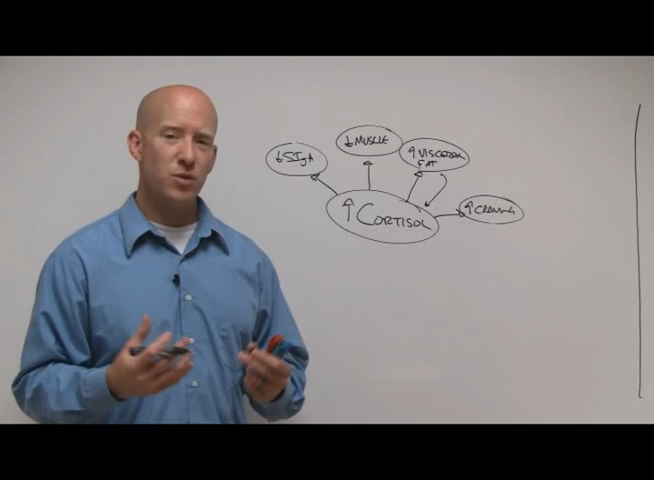 ↓ SIgA
↓ MUSCLE
↑ VISCERAL
FAT
↑ CORTISOL
↑ CRAVING